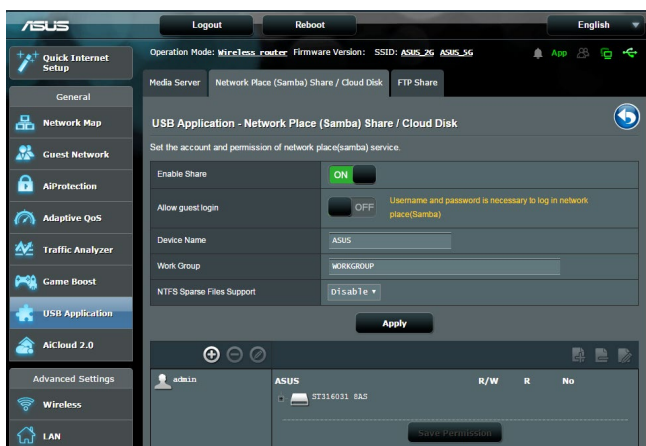 ASUS
Logout
Reboot
English
Quick Internet Setup
Operation Mode: Wireless router Firmware Version: SSID: ASUS_2G ASUS_5G
App
Media Server
Network Place (Samba) Share / Cloud Disk
FTP Share
General
Network Map
Guest Network
AiProtection
Adaptive QoS
Traffic Analyzer
Game Boost
USB Application
AiCloud 2.0
Advanced Settings
Wireless
LAN
USB Application - Network Place (Samba) Share / Cloud Disk
Set the account and permission of network place(samba) service.
Enable Share
ON
Allow guest login
OFF
Username and password is necessary to log in network
place(Samba)
Device Name
ASUS
Work Group
WORKGROUP
NTFS Sparse Files Support
Disable
Apply
admin
ASUS
R/W
R
No
ST316031 8AS
Save Permission